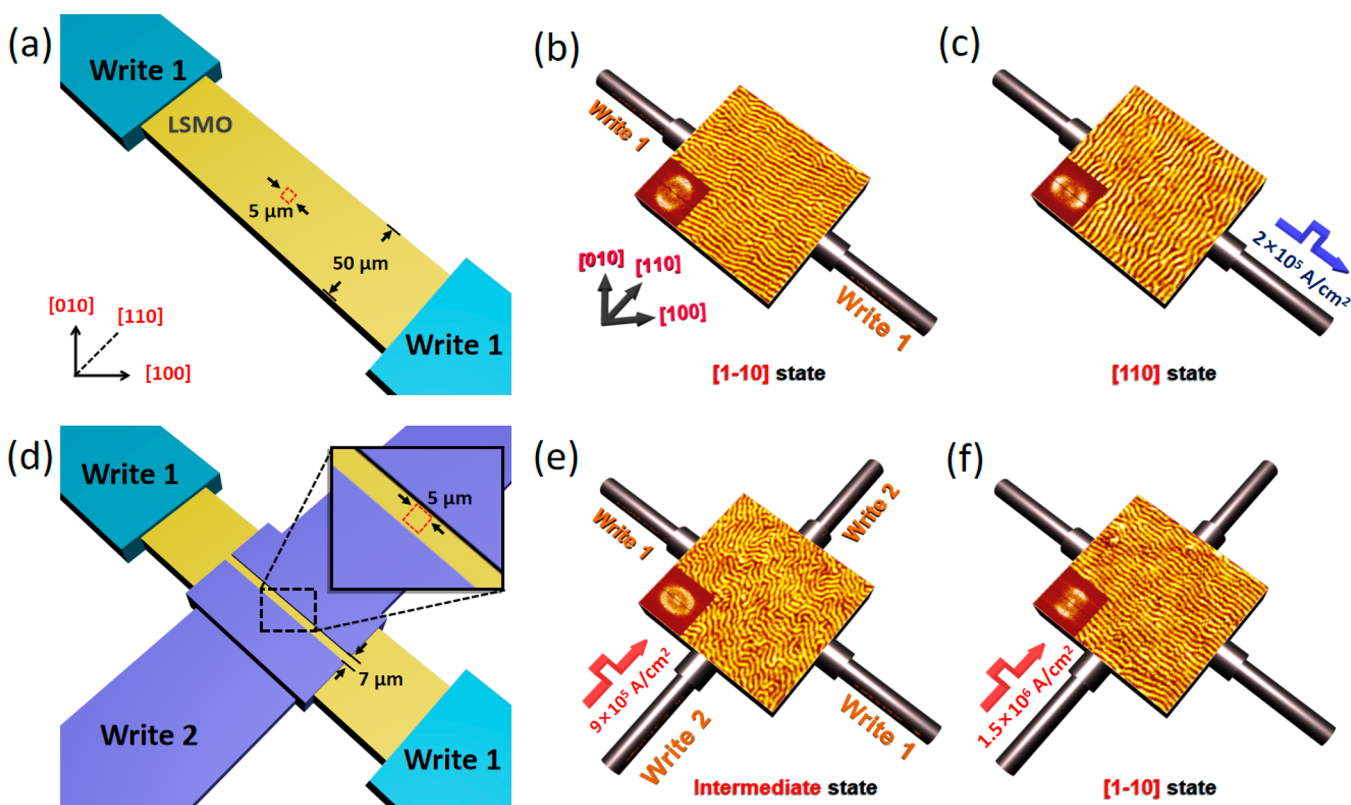 (a)
Write 1
LSMO
5 μm
50 μm
Write 1
[010]
[110]
[100]
(b)
Write 1
[010]
[110]
[100]
Write 1
[1-10] state
(c)
2×10⁵ A/cm²
[110] state
(d)
Write 1
5 μm
7 μm
Write 2
Write 1
(e)
Write 1
Write 2
9×10⁵ A/cm²
Write 2
Write 1
Intermediate state
(f)
1.5×10⁶ A/cm²
[1-10] state